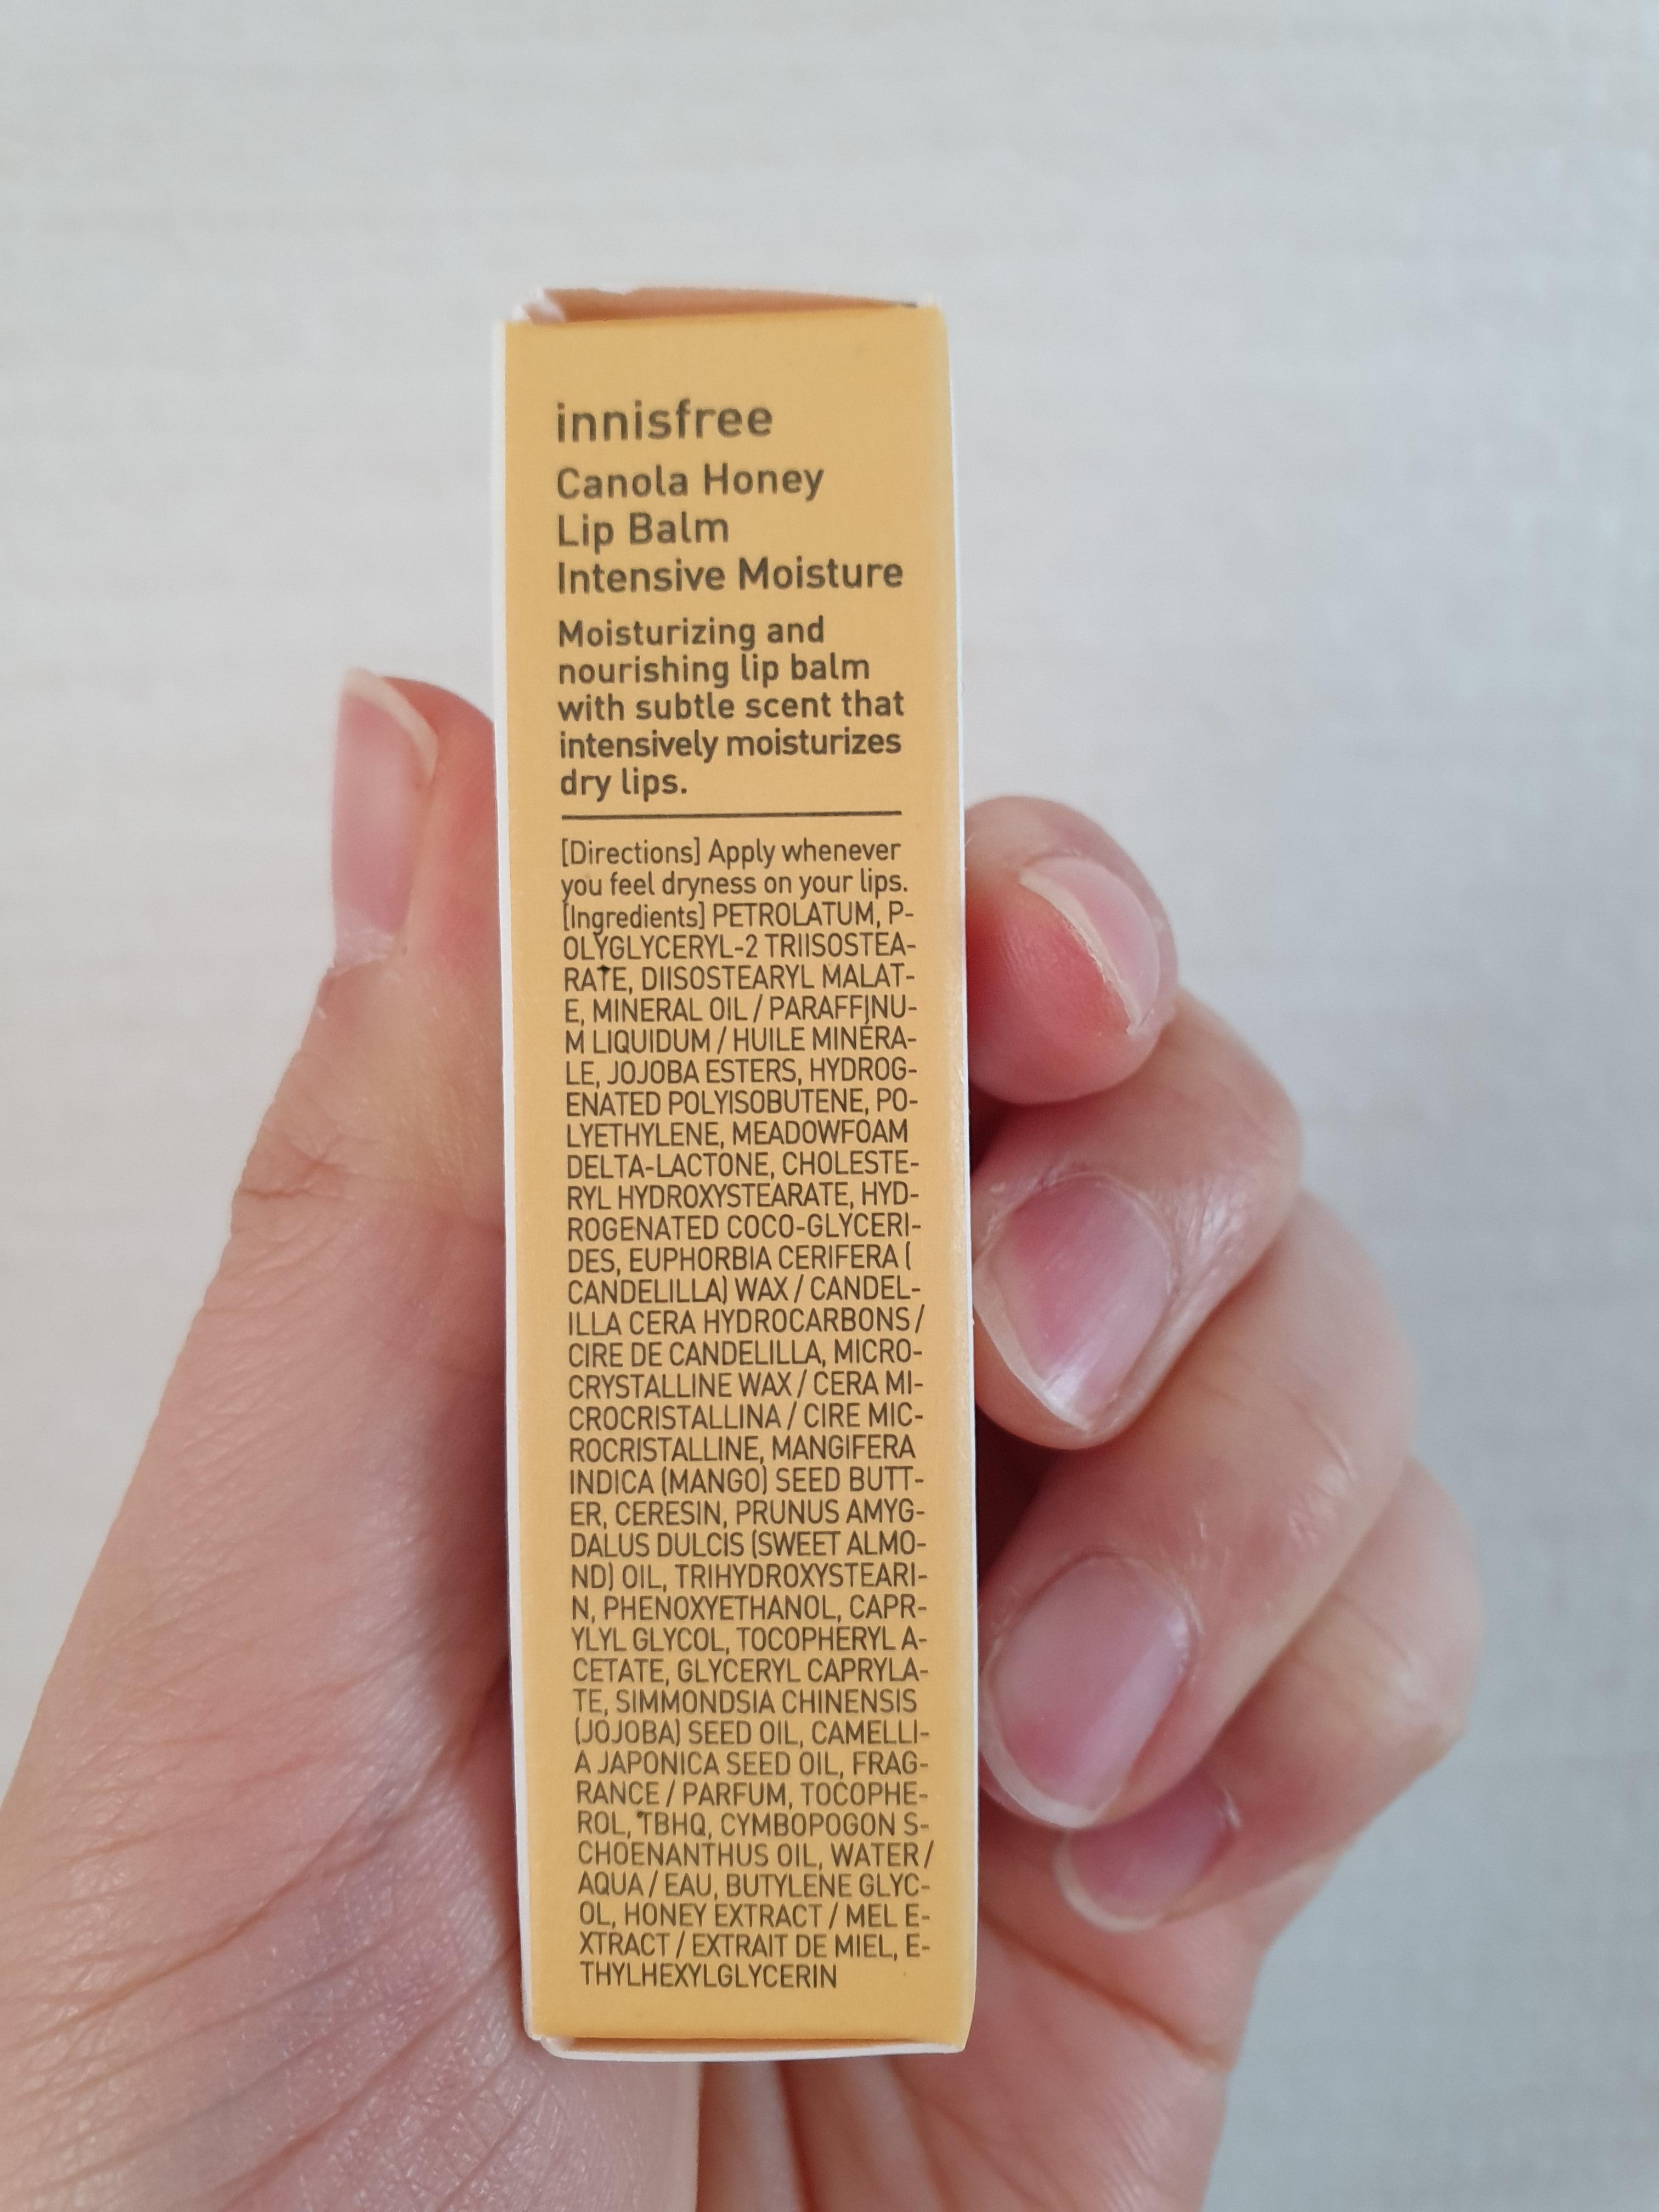 innisfree
Canola Honey
Lip Balm
Intensive Moisture
Moisturizing and
nourishing lip balm
with subtle scent that
intensively moisturizes
dry lips.
[Directions] Apply whenever
you feel dryness on your lips.
[Ingredients] PETROLATUM, P-
OLYGLYCERYL-2 TRIISOSTEA-
RATE, DIISOSTEARYL MALAT-
E, MINERAL OIL / PARAFFINU-
M LIQUIDUM / HUILE MINÉRA-
LE, JOJOBA ESTERS, HYDROG-
ENATED POLYISOBUTENE, PO-
LYETHYLENE, MEADOWFOAM
DELTA-LACTONE, CHOLESTE-
RYL HYDROXYSTEARATE, HYD-
ROGENATED COCO-GLYCERI-
DES, EUPHORBIA CERIFERA (
CANDELILLA) WAX / CANDEL-
ILLA CERA HYDROCARBONS /
CIRE DE CANDELILLA, MICRO-
CRYSTALLINE WAX / CERA MI-
CROCRISTALLINA / CIRE MIC-
ROCRISTALLINE, MANGIFERA
INDICA (MANGO) SEED BUTT-
ER, CERESIN, PRUNUS AMYG-
DALUS DULCIS (SWEET ALMO-
ND) OIL, TRIHYDROXYSTEARI-
N, PHENOXYETHANOL, CAPR-
YLYL GLYCOL, TOCOPHERYL A-
CETATE, GLYCERYL CAPRYLA-
TE, SIMMONDSIA CHINENSIS
(JOJOBA) SEED OIL, CAMELLI-
A JAPONICA SEED OIL, FRAG-
RANCE / PARFUM, TOCOPHE-
ROL, TBHQ, CYMBOPOGON S-
CHOENANTHUS OIL, WATER /
AQUA / EAU, BUTYLENE GLYC-
OL, HONEY EXTRACT / MEL E-
XTRACT / EXTRAIT DE MIEL, E-
THYLHEXYLGLYCERIN